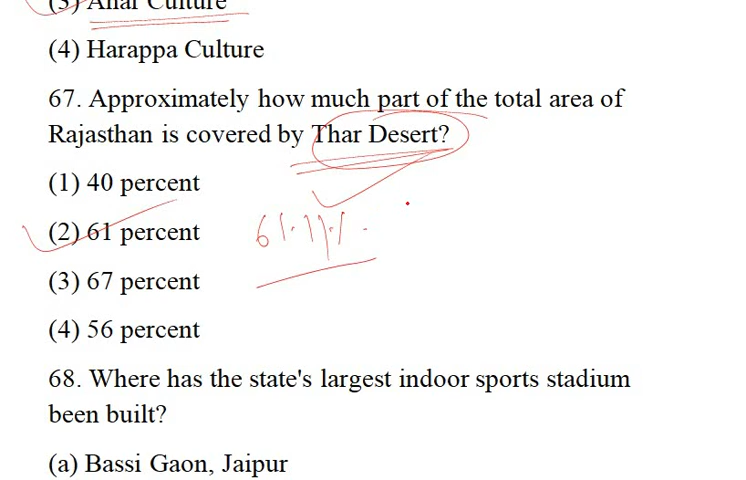 (3) Ahar Culture
(4) Harappa Culture
67. Approximately how much part of the total area of
Rajasthan is covered by Thar Desert?
(1) 40 percent
(2) 61 percent
61.11%.
(3) 67 percent
(4) 56 percent
68. Where has the state's largest indoor sports stadium
been built?
(a) Bassi Gaon, Jaipur